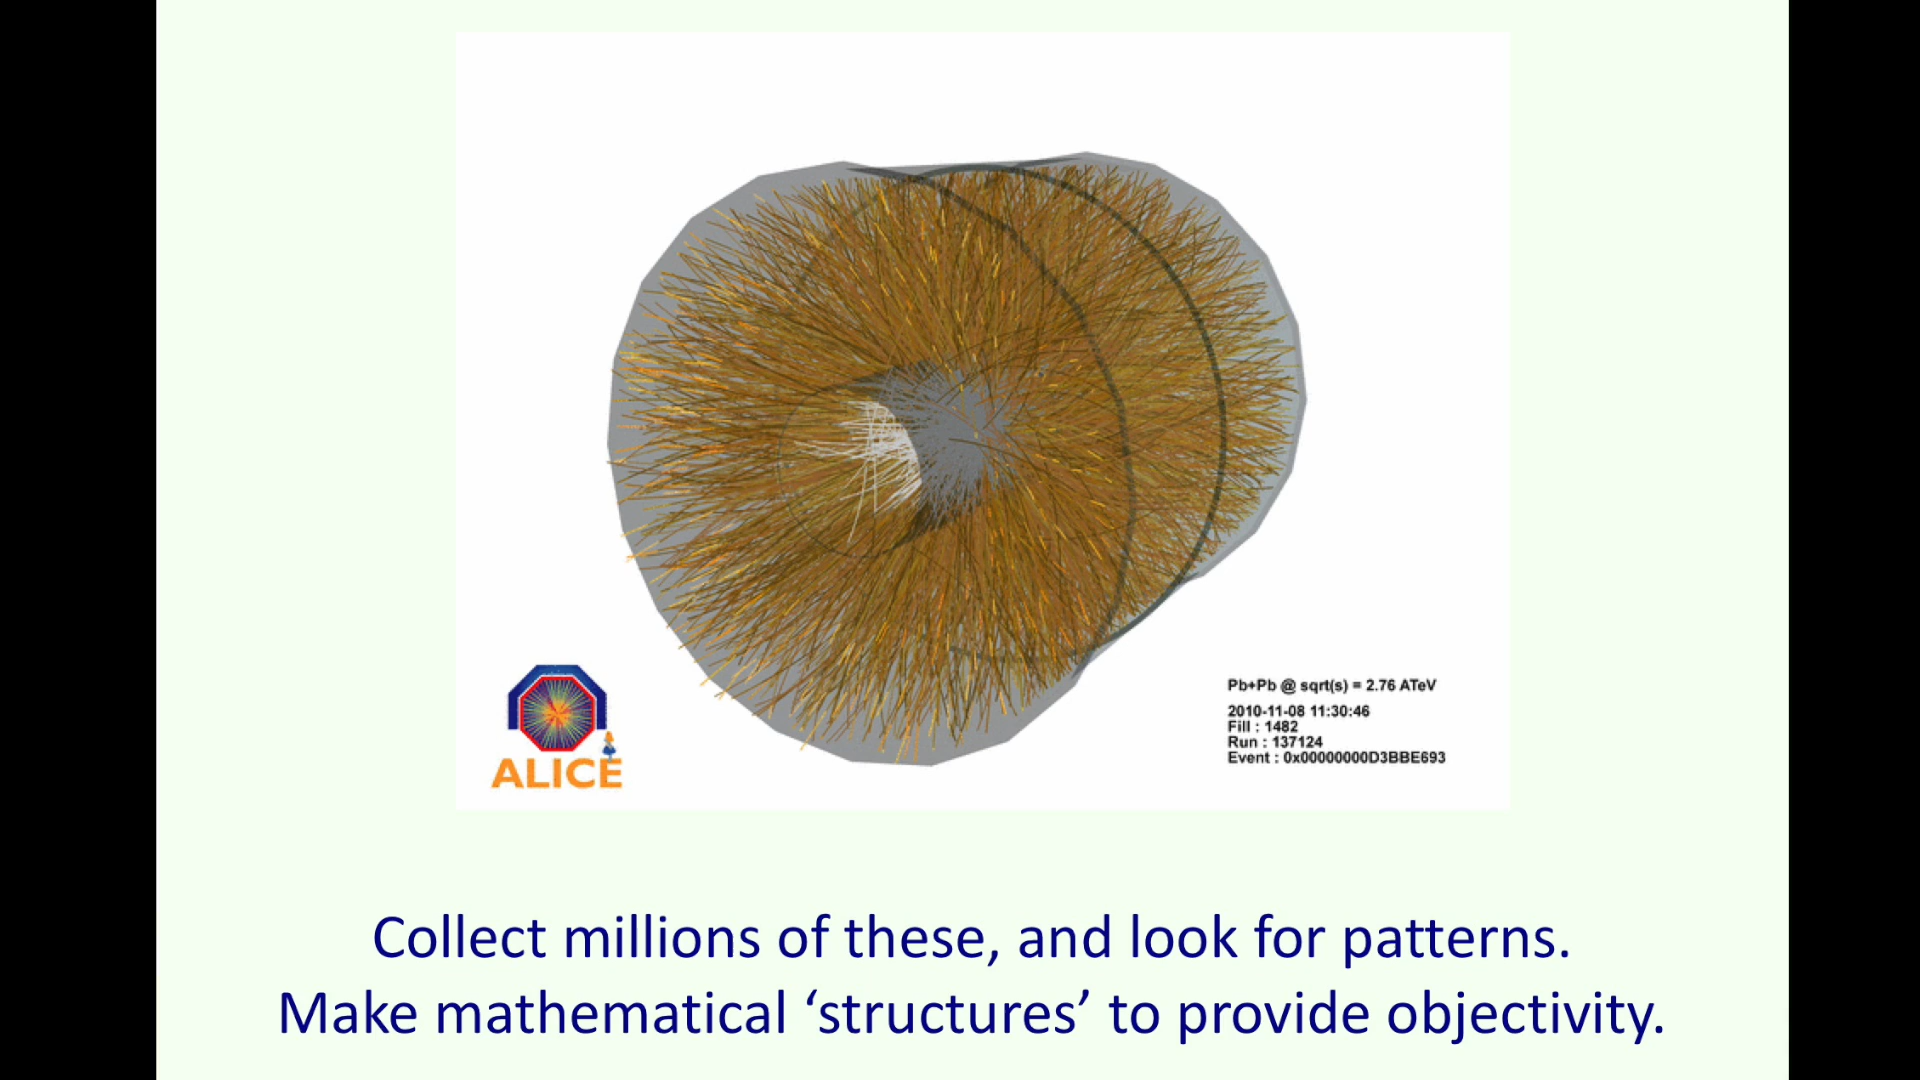 ALICE
Pb+Pb @ sqrt(s) = 2.76 ATeV
2010-11-08 11:30:46
Fill : 1482
Run : 137124
Event : 0x00000000D3BBE693
Collect millions of these, and look for patterns.
Make mathematical ‘structures’ to provide objectivity.